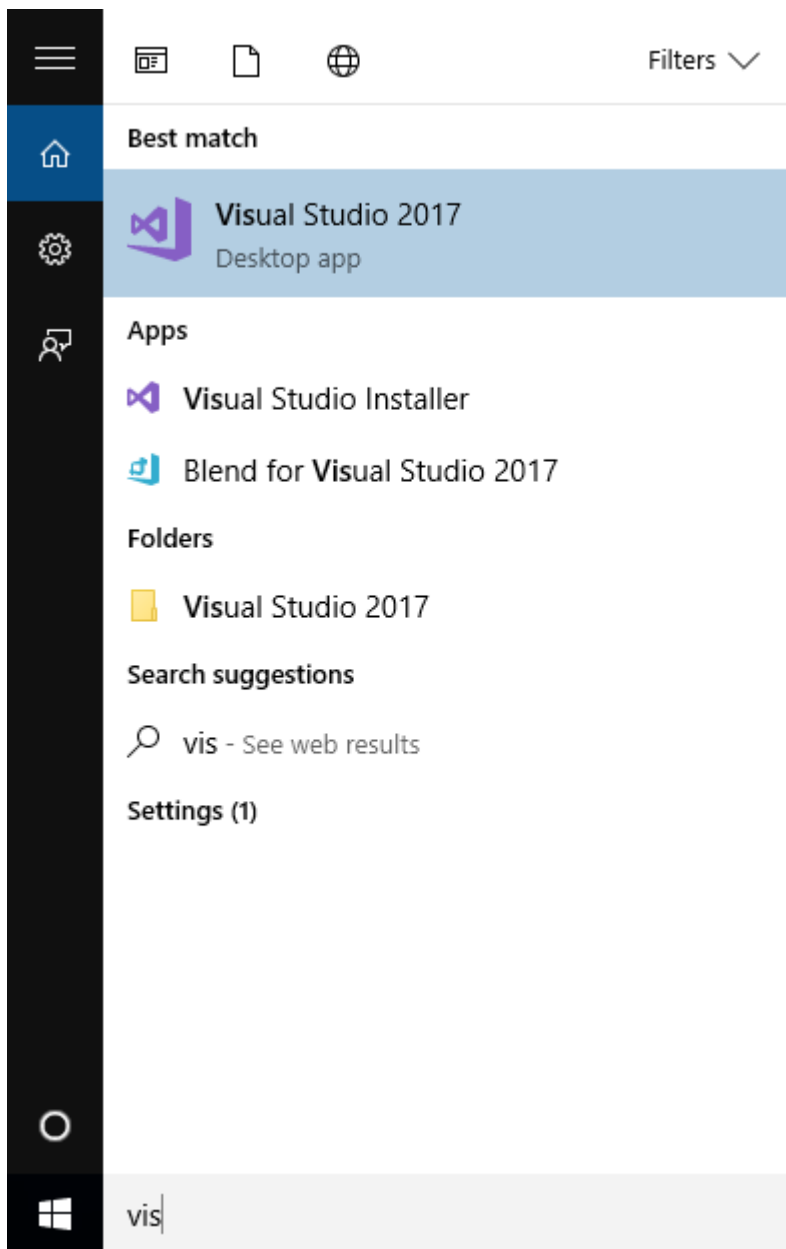 Filters
Best match
Visual Studio 2017
Desktop app
Apps
Visual Studio Installer
Blend for Visual Studio 2017
Folders
Visual Studio 2017
Search suggestions
vis - See web results
Settings (1)
vis